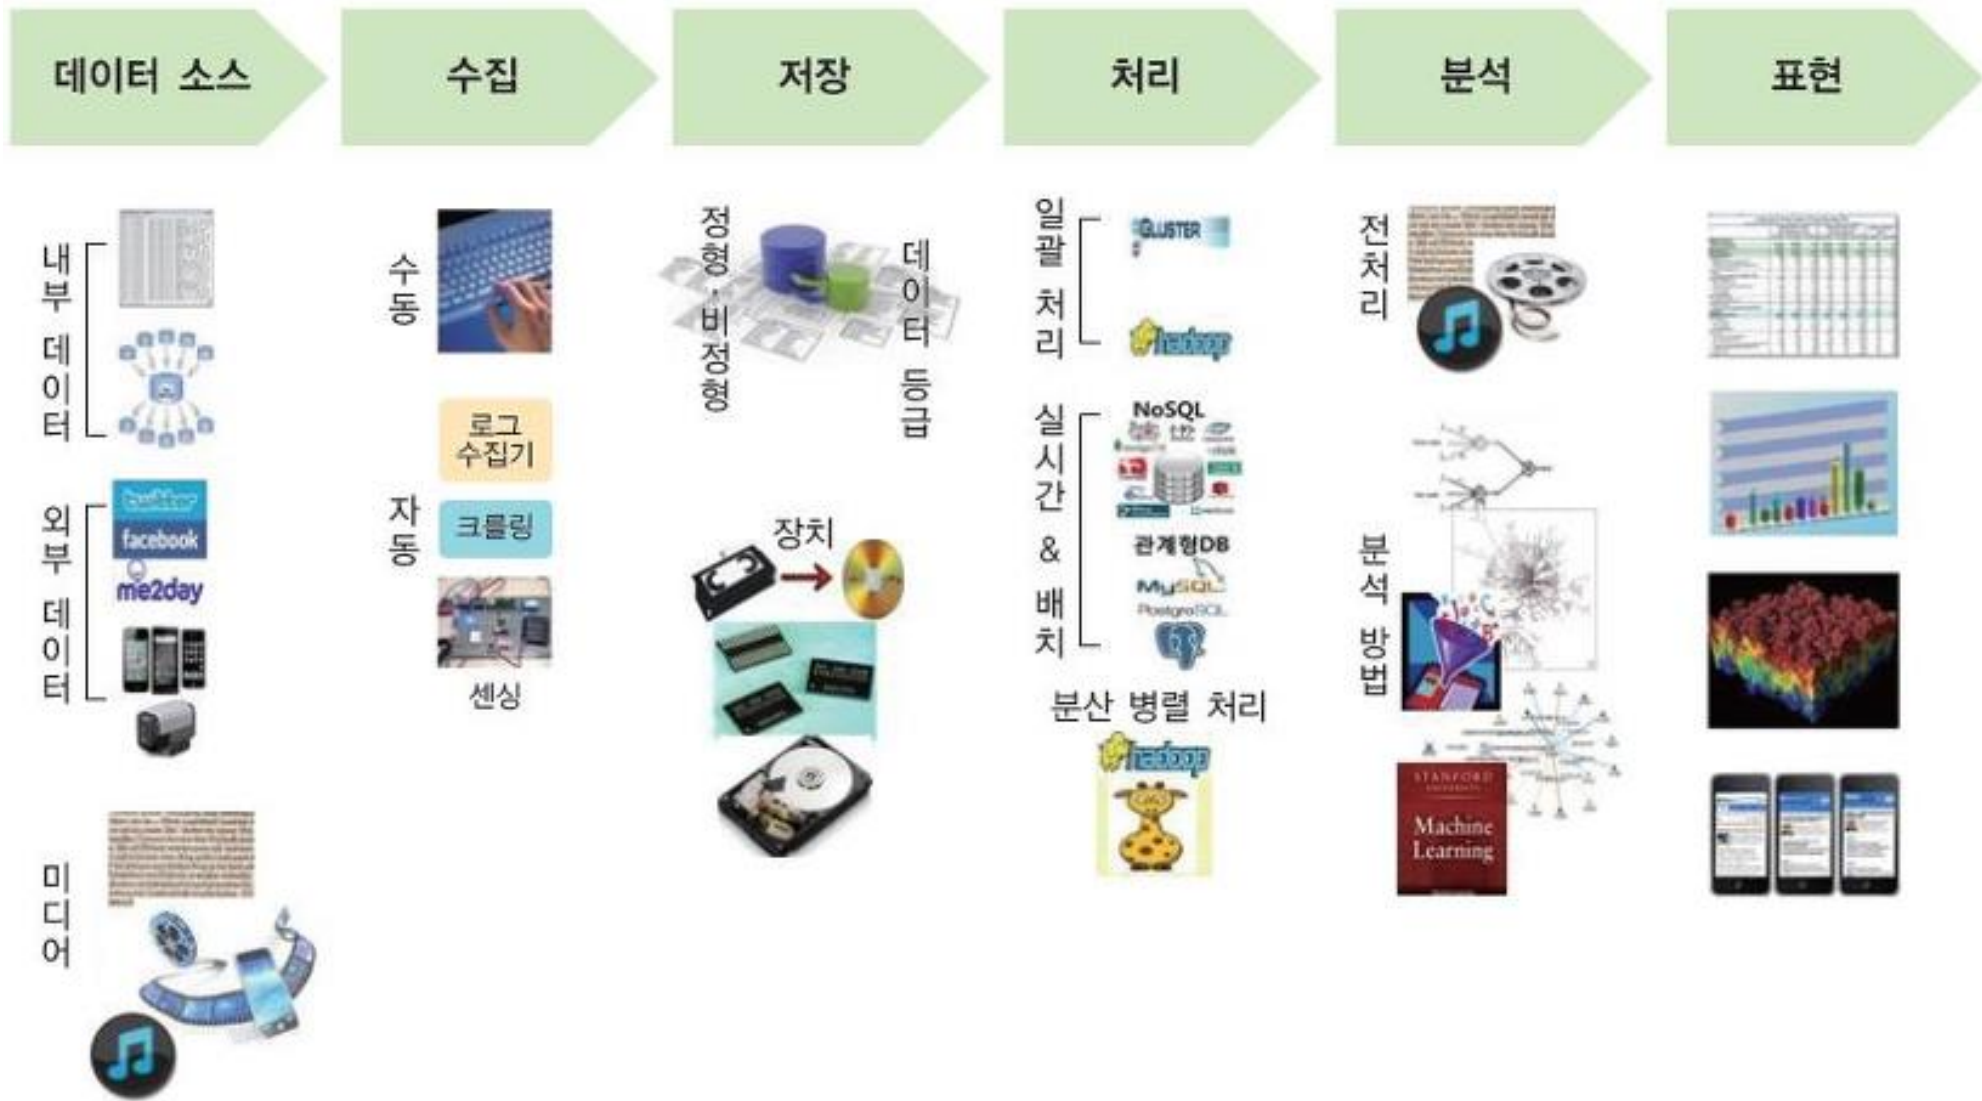 데이터 소스
수집
저장
처리
분석
표현
내부 데이터
외부 데이터
twitter
facebook
me2day
미디어
수동
자동
로그
수집기
크롤링
센싱
정형·비정형
데이터 등급
장치
일괄 처리
GLUSTER
hadoop
실시간 & 배치
NoSQL
관계형DB
MySQL
PostgreSQL
분산 병렬 처리
hadoop
전처리
분석 방법
STANFORD
UNIVERSITY
Machine
Learning